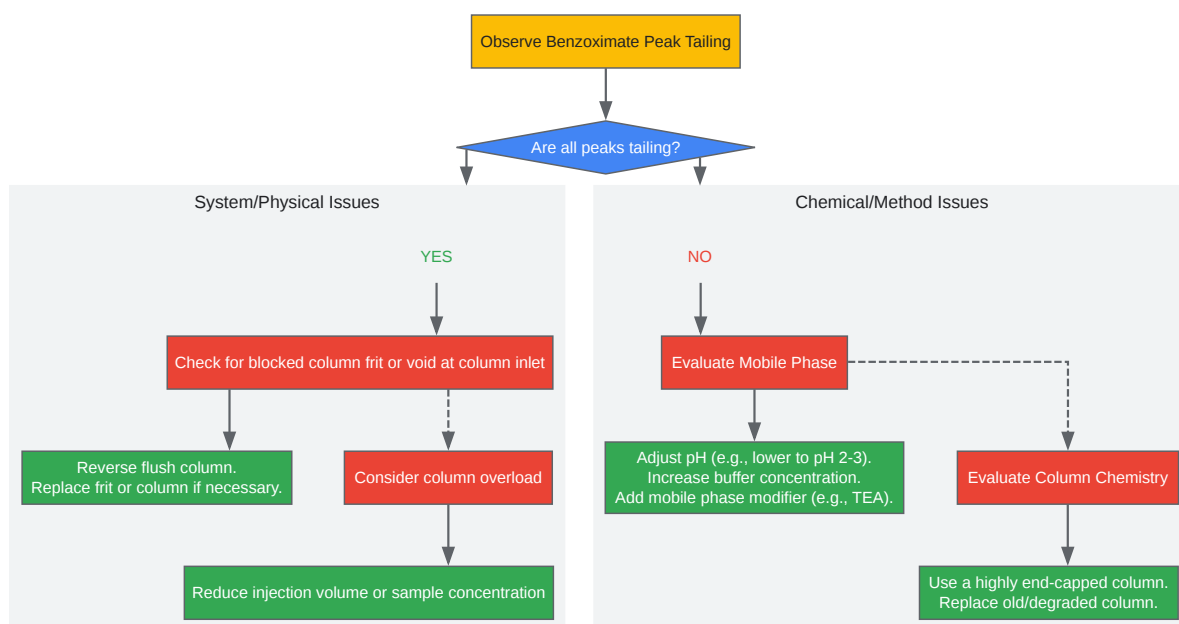 Observe Benzoximate Peak Tailing
Are all peaks tailing?
System/Physical Issues
YES
Check for blocked column frit or void at column inlet
Reverse flush column.
Replace frit or column if necessary.
Consider column overload
Reduce injection volume or sample concentration
Chemical/Method Issues
NO
Evaluate Mobile Phase
Adjust pH (e.g., lower to pH 2-3).
Increase buffer concentration.
Add mobile phase modifier (e.g., TEA).
Evaluate Column Chemistry
Use a highly end-capped column.
Replace old/degraded column.